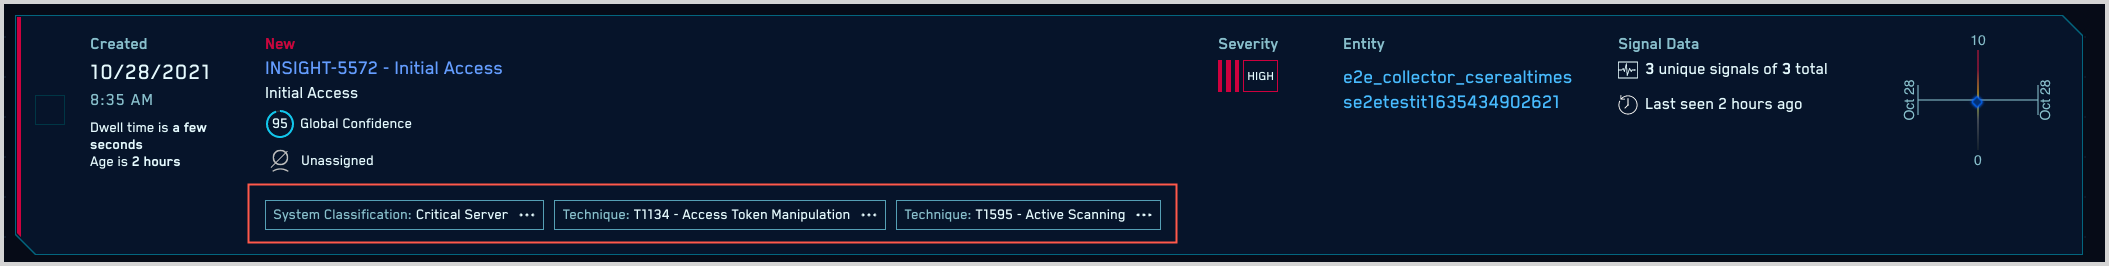 Created
10/28/2021
8:35 AM
Dwell time is a few
seconds
Age is 2 hours
New
INSIGHT-5572 - Initial Access
Initial Access
95 Global Confidence
Unassigned
System Classification: Critical Server ...
Technique: T1134 - Access Token Manipulation ...
Technique: T1595 - Active Scanning ...
Severity
HIGH
Entity
e2e_collector_cserealtimes
se2etestit1635434902621
Signal Data
3 unique signals of 3 total
Last seen 2 hours ago
10
Oct 28
Oct 28
0